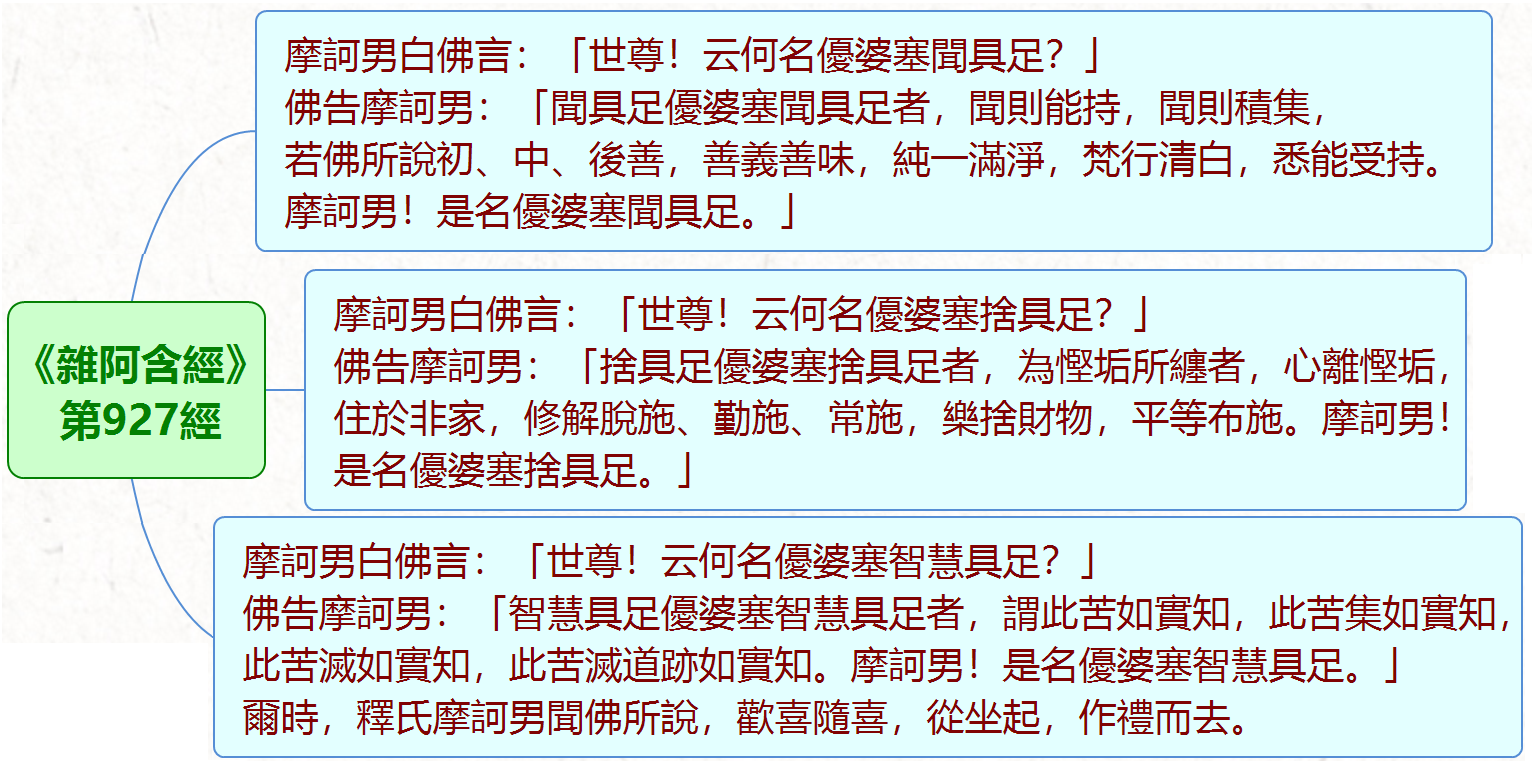 《雜阿含經》
第927經
摩訶男白佛言：「世尊！云何名優婆塞聞具足？」
佛告摩訶男：「聞具足優婆塞聞具足者，聞則能持，聞則積集，
若佛所說初、中、後善，善義善味，純一滿淨，梵行清白，悉能受持。
摩訶男！是名優婆塞聞具足。」
摩訶男白佛言：「世尊！云何名優婆塞捨具足？」
佛告摩訶男：「捨具足優婆塞捨具足者，為慳垢所纏者，心離慳垢，
住於非家，修解脫施、勤施、常施，樂捨財物，平等布施。摩訶男！
是名優婆塞捨具足。」
摩訶男白佛言：「世尊！云何名優婆塞智慧具足？」
佛告摩訶男：「智慧具足優婆塞智慧具足者，謂此苦如實知，此苦集如實知，
此苦滅如實知，此苦滅道跡如實知。摩訶男！是名優婆塞智慧具足。」
爾時，釋氏摩訶男聞佛所說，歡喜隨喜，從坐起，作禮而去。